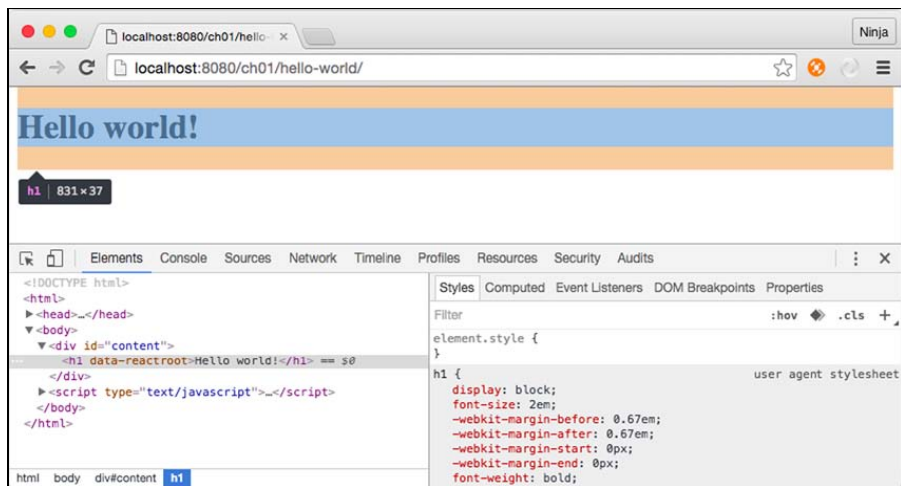 localhost:8080/ch01/hello-
Ninja
localhost:8080/ch01/hello-world/
Hello world!
h1 | 831 × 37
Elements Console Sources Network Timeline Profiles Resources Security Audits
<!DOCTYPE html>
<html>
<head>…</head>
<body>
<div id="content">
<h1 data-reactroot>Hello world!</h1> == $0
</div>
<script type="text/javascript">…</script>
</body>
</html>
html body div#content h1
Styles Computed Event Listeners DOM Breakpoints Properties
Filter :hov .cls +
element.style {
}
h1 { user agent stylesheet
display: block;
font-size: 2em;
-webkit-margin-before: 0.67em;
-webkit-margin-after: 0.67em;
-webkit-margin-start: 0px;
-webkit-margin-end: 0px;
font-weight: bold;